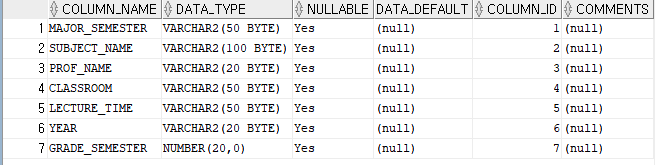 COLUMN_NAME DATA_TYPE NULLABLE DATA_DEFAULT COLUMN_ID COMMENTS
1 MAJOR_SEMESTER VARCHAR2(50 BYTE) Yes (null) 1 (null)
2 SUBJECT_NAME VARCHAR2(100 BYTE) Yes (null) 2 (null)
3 PROF_NAME VARCHAR2(20 BYTE) Yes (null) 3 (null)
4 CLASSROOM VARCHAR2(50 BYTE) Yes (null) 4 (null)
5 LECTURE_TIME VARCHAR2(50 BYTE) Yes (null) 5 (null)
6 YEAR VARCHAR2(20 BYTE) Yes (null) 6 (null)
7 GRADE_SEMESTER NUMBER(20,0) Yes (null) 7 (null)